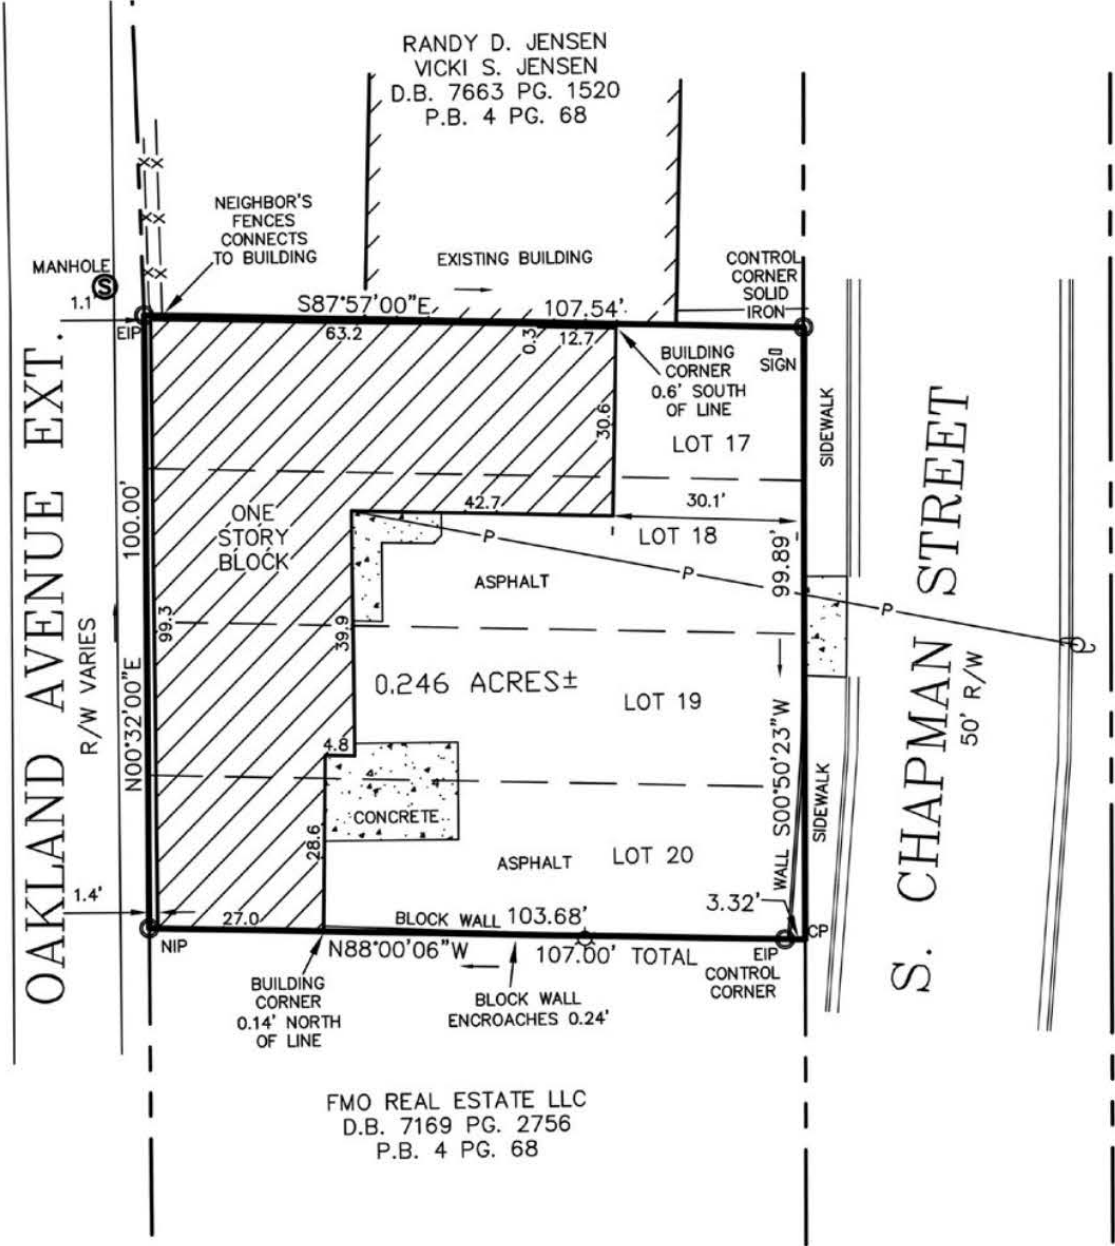 RANDY D. JENSEN
VICKI S. JENSEN
D.B. 7663 PG. 1520
P.B. 4 PG. 68
NEIGHBOR'S
FENCES
CONNECTS
TO BUILDING
EXISTING BUILDING
CONTROL
CORNER
SOLID
IRON
MANHOLE
S
1.1'
EIP
X X
X X
X X
S87°57'00"E
107.54'
63.2
0.3
12.7
BUILDING
CORNER
0.6' SOUTH
OF LINE
SIGN
30.6
LOT 17
SIDEWALK
OAKLAND AVENUE EXT.
R/W VARIES
100.00'
N00°32'00"E
99.3
ONE
STORY
BLOCK
42.7
30.1'
LOT 18
P
P
P
ASPHALT
99.89'
39.9
0.246 ACRES±
LOT 19
S. CHAPMAN STREET
50' R/W
4.8
CONCRETE
28.6
ASPHALT
LOT 20
WALL
S00°50'23"W
SIDEWALK
3.32'
CP
1.4'
27.0
BLOCK WALL
103.68'
NIP
N88°00'06"W
107.00' TOTAL
EIP
CONTROL
CORNER
BUILDING
CORNER
0.14' NORTH
OF LINE
BLOCK WALL
ENCROACHES 0.24'
FMO REAL ESTATE LLC
D.B. 7169 PG. 2756
P.B. 4 PG. 68